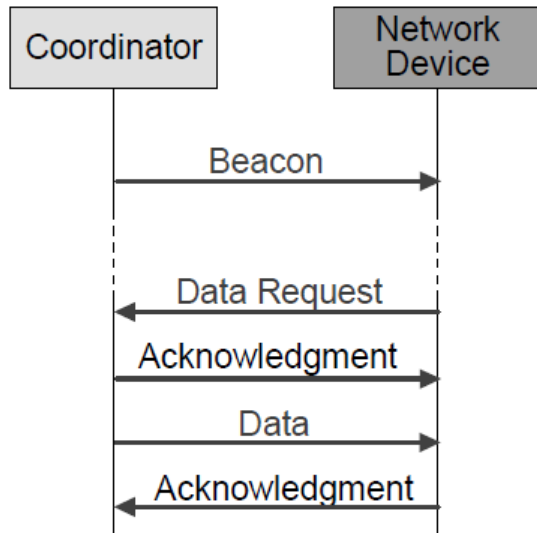 Coordinator
Network
Device
Beacon
Data Request
Acknowledgment
Data
Acknowledgment